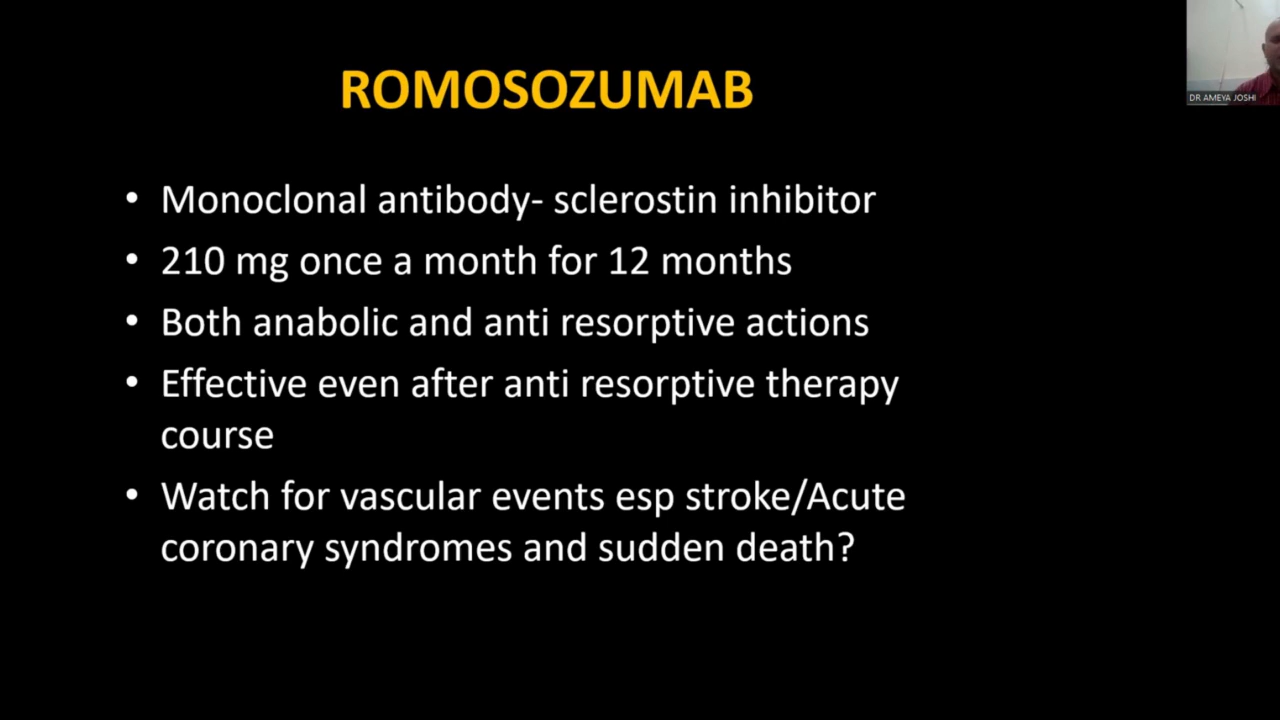 ROMOSOZUMAB
DR AMEYA JOSHI
• Monoclonal antibody- sclerostin inhibitor
• 210 mg once a month for 12 months
• Both anabolic and anti resorptive actions
• Effective even after anti resorptive therapy
course
• Watch for vascular events esp stroke/Acute
coronary syndromes and sudden death?